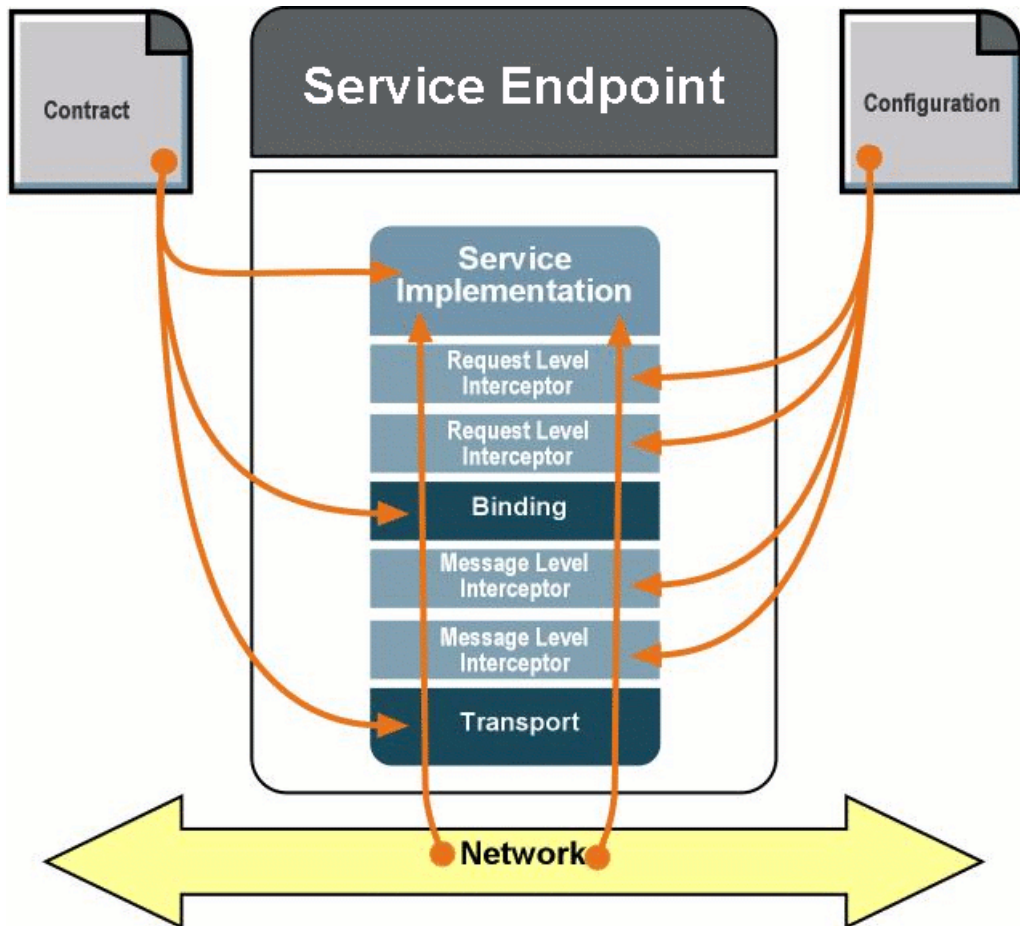 Service Endpoint
Contract
Configuration
Service
Implementation
Request Level
Interceptor
Request Level
Interceptor
Binding
Message Level
Interceptor
Message Level
Interceptor
Transport
Network